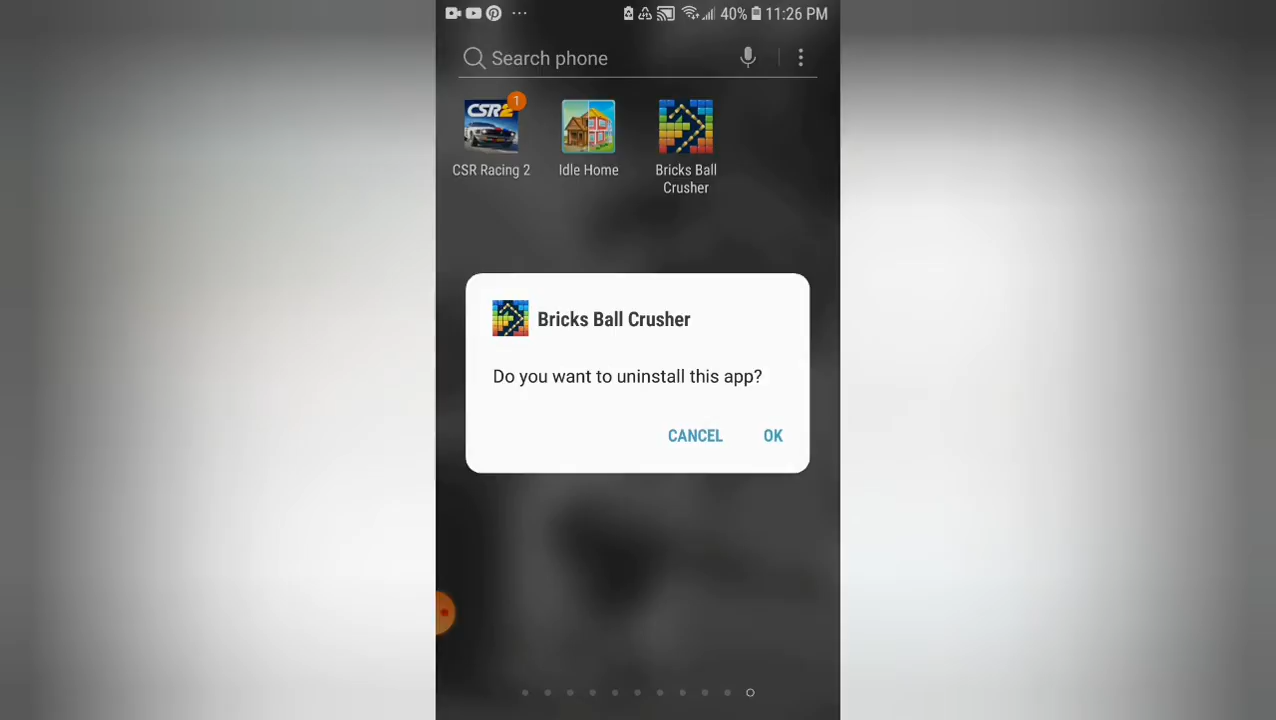 40% 11:26 PM
Search phone
CSR2
1
CSR Racing 2
Idle Home
Bricks Ball
Crusher
Bricks Ball Crusher
Do you want to uninstall this app?
CANCEL OK